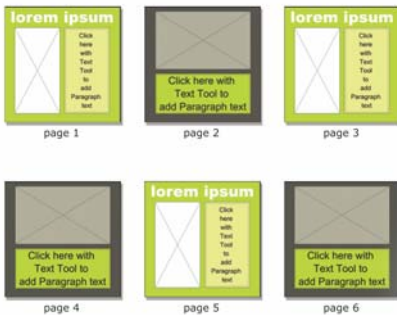 lorem ipsum
Click
here
with
Text
Tool
to
add
Paragraph
text
page 1
Click here with
Text Tool to
add Paragraph text
page 2
lorem ipsum
Click
here
with
Text
Tool
to
add
Paragraph
text
page 3
Click here with
Text Tool to
add Paragraph text
page 4
lorem ipsum
Click
here
with
Text
Tool
to
add
Paragraph
text
page 5
Click here with
Text Tool to
add Paragraph text
page 6